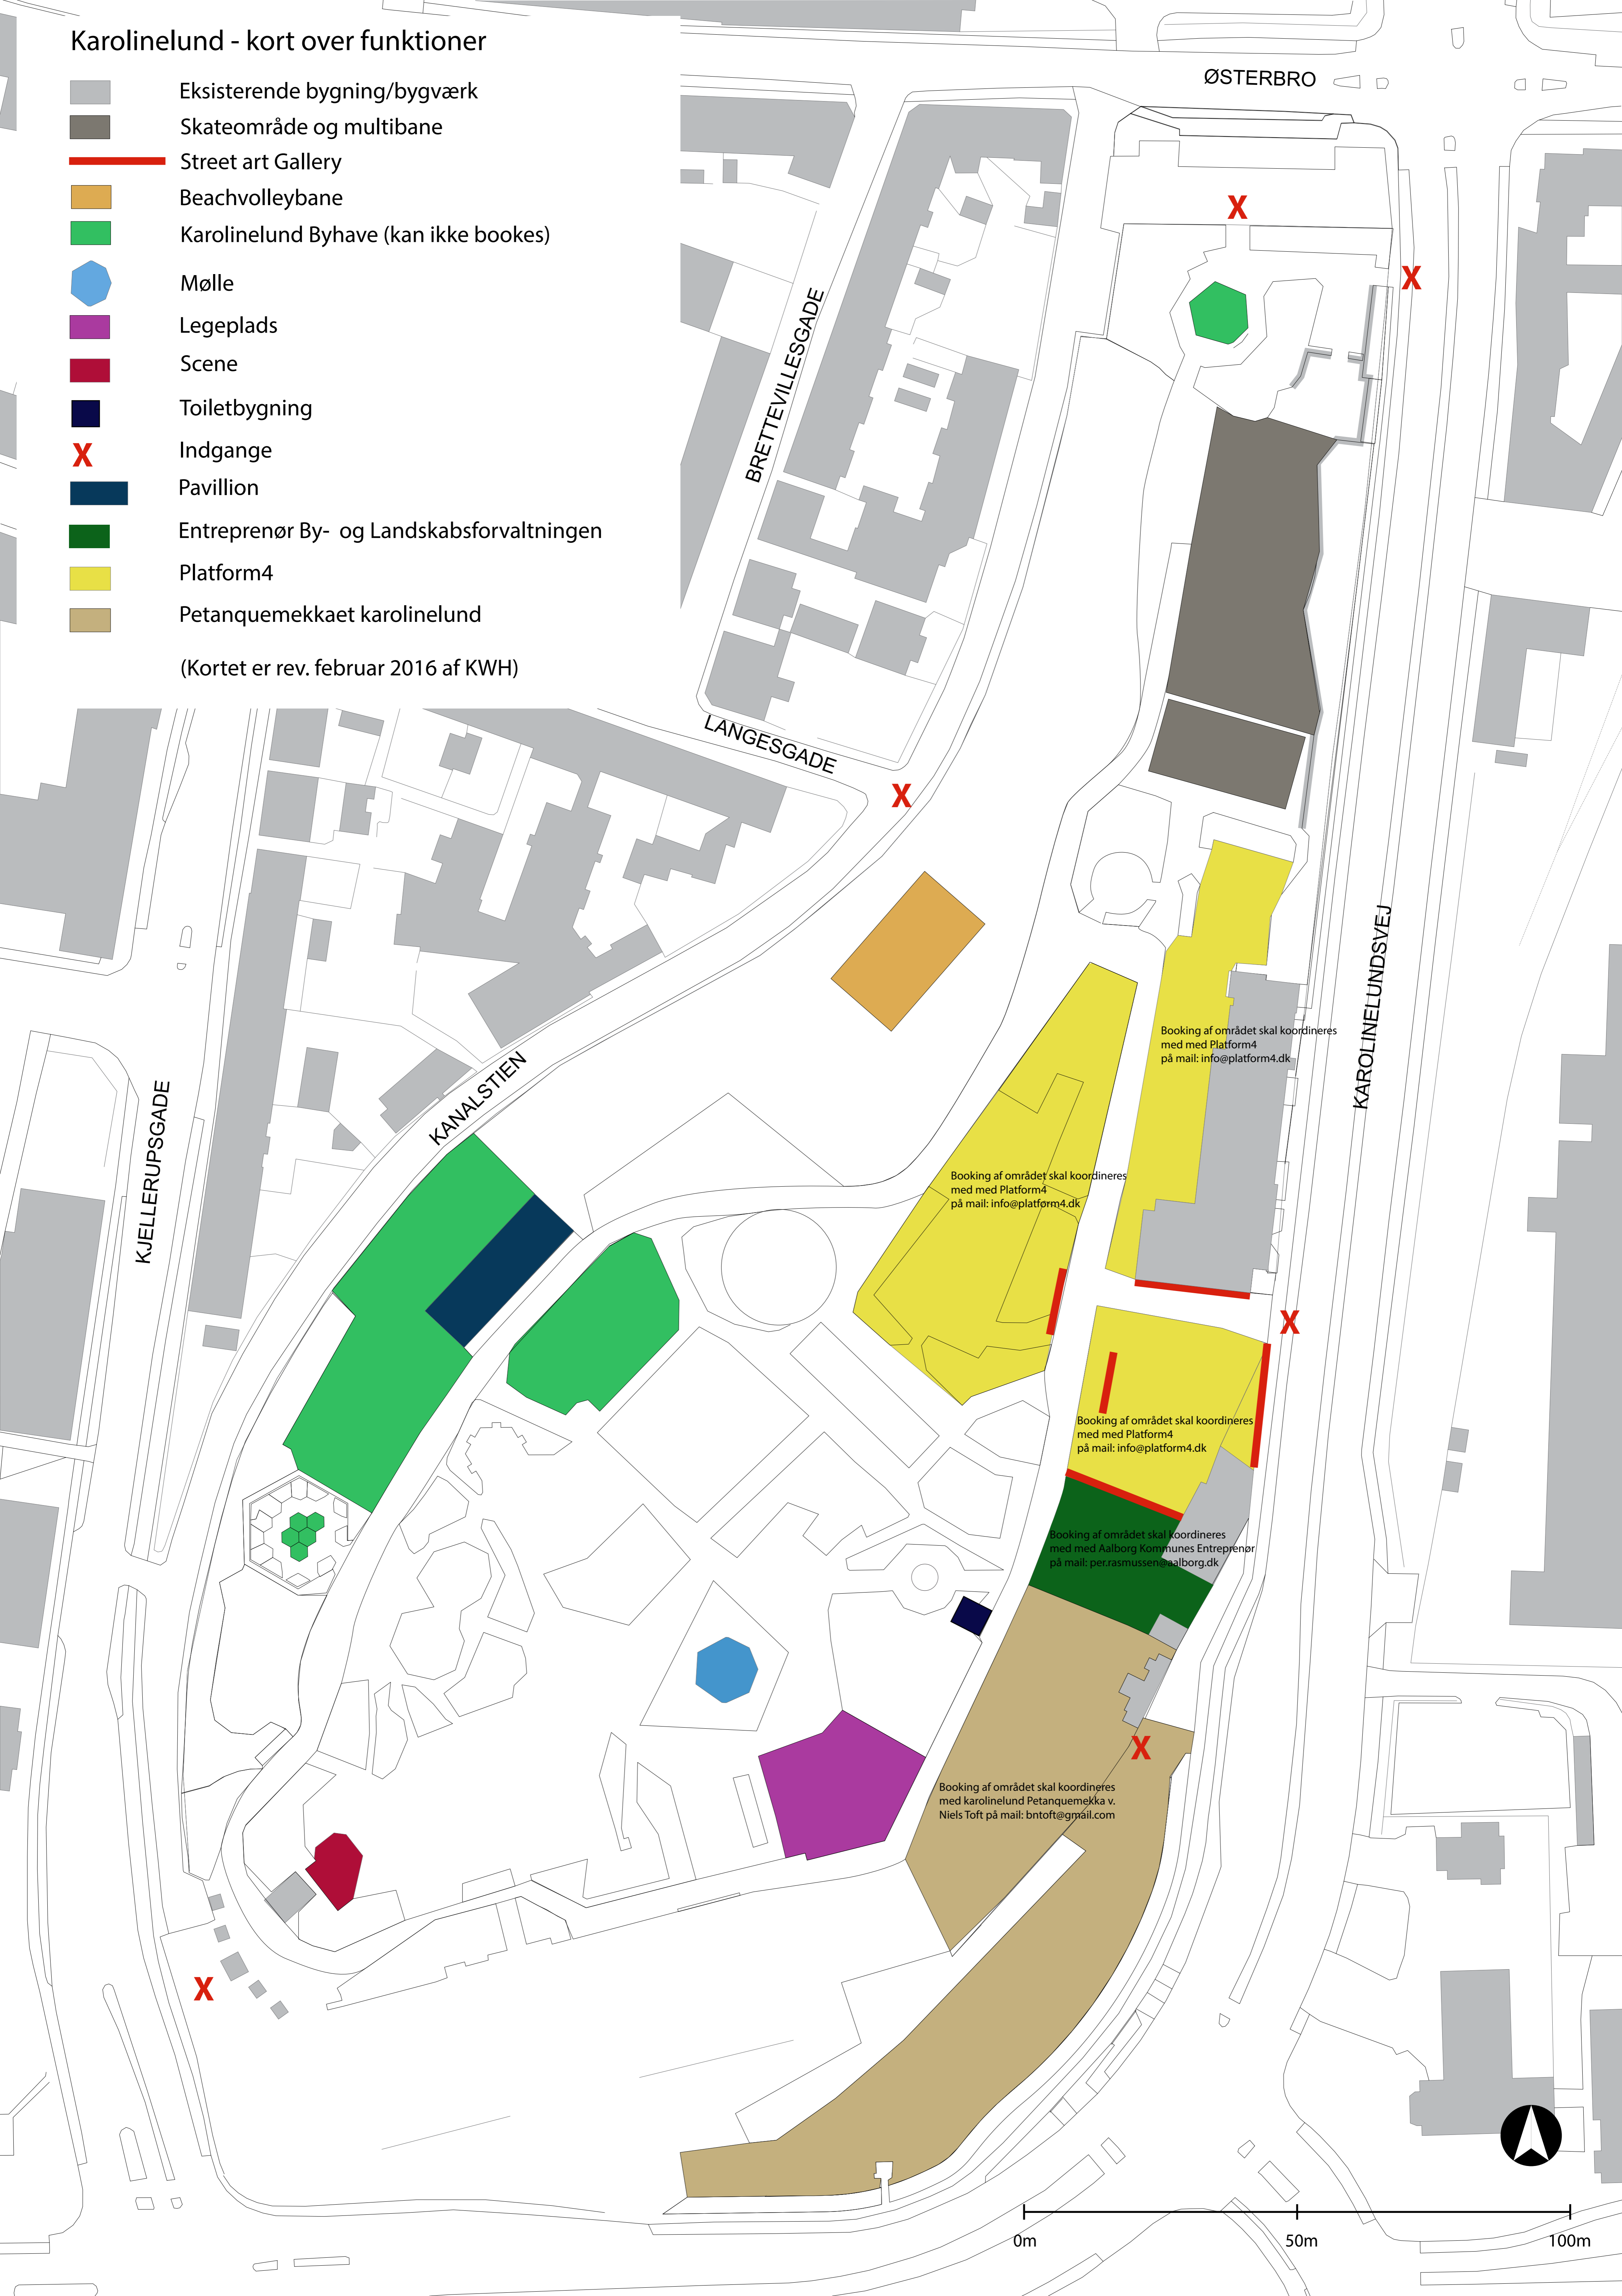 Karolinelund - kort over funktioner
Eksisterende bygning/bygværk
Skateområde og multibane
Street art Gallery
Beachvolleybane
Karolinelund Byhave (kan ikke bookes)
Mølle
Legeplads
Scene
Toiletbygning
X
Indgange
Pavillion
Entreprenør By- og Landskabsforvaltningen
Platform4
Petanquemekkaet karolinelund
(Kortet er rev. februar 2016 af KWH)
ØSTERBRO
X
X
BRETTEVILLESGADE
LANGESGADE
X
KAROLINELUNDSVEJ
Booking af området skal koordineres
med med Platform4
på mail: info@platform4.dk
KANALSTIEN
KJELLERUPSGADE
Booking af området skal koordineres
med med Platform4
på mail: info@platform4.dk
X
Booking af området skal koordineres
med med Platform4
på mail: info@platform4.dk
Booking af området skal koordineres
med med Aalborg Kommunes Entreprenør
på mail: per.rasmussen@aalborg.dk
X
Booking af området skal koordineres
med karolinelund Petanquemekka v.
Niels Toft på mail: bntoft@gmail.com
X
0m 50m 100m